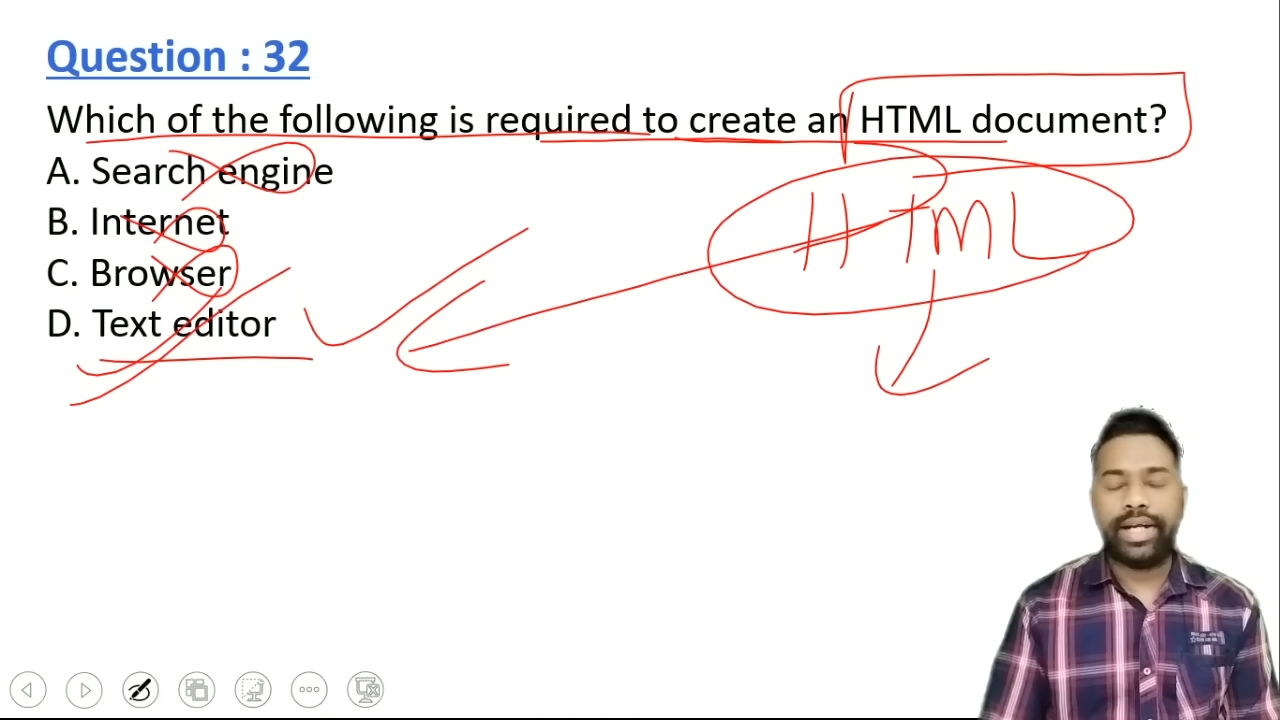 Question : 32
Which of the following is required to create an HTML document?
A. Search engine
B. Internet
C. Browser
D. Text editor
HTML